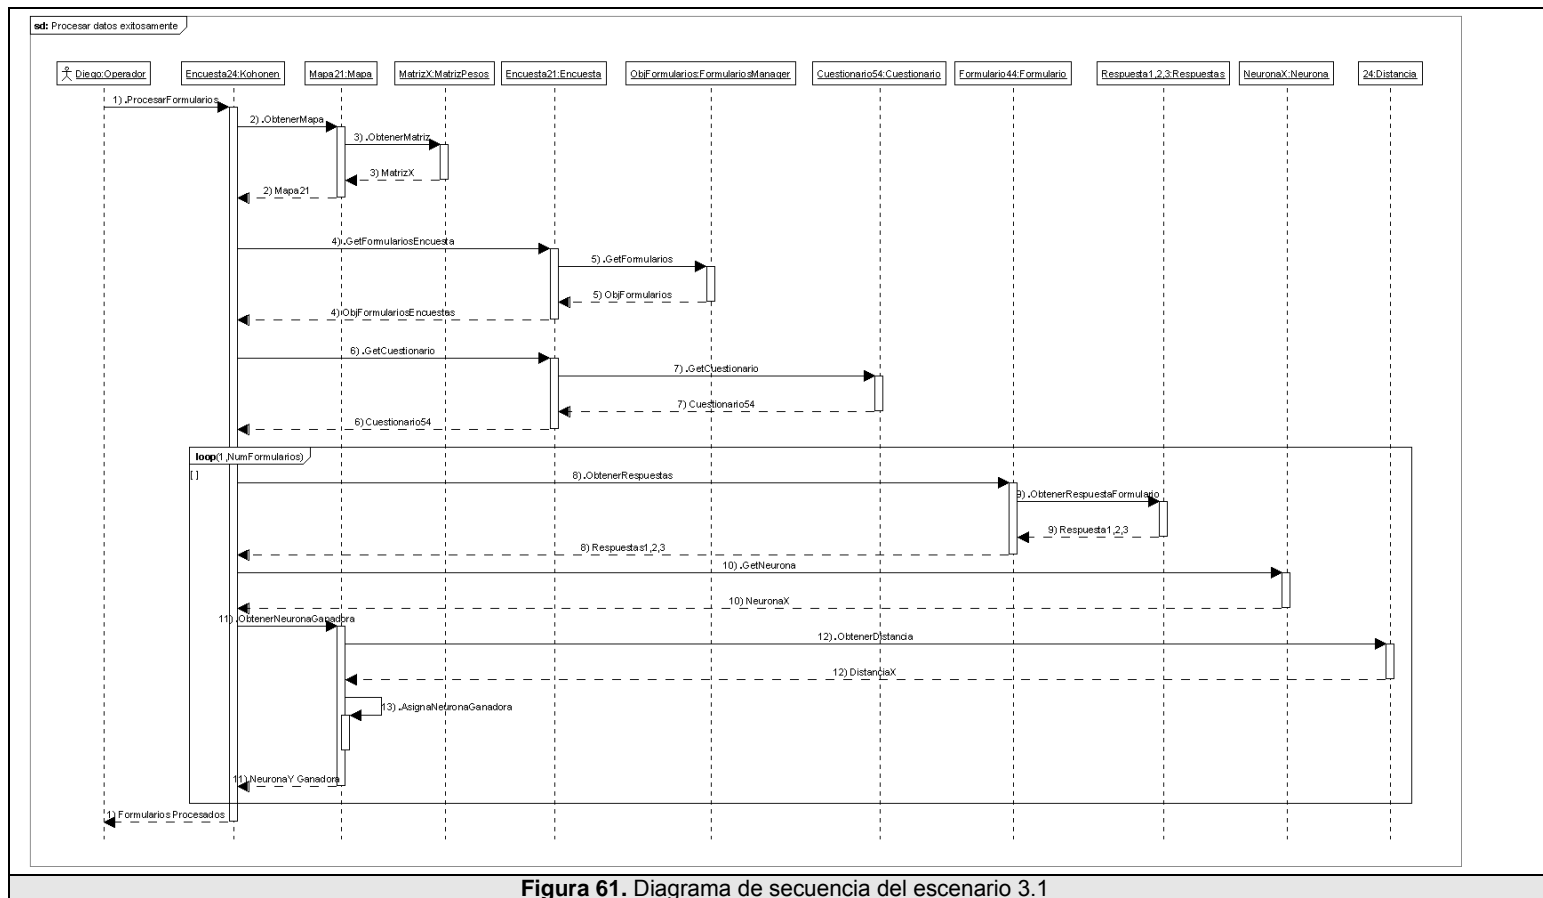 sd: Procesar datos exitosamente
Diego:Operador
Encuesta24:Kohonen
Mapa21:Mapa
MatrizX:MatrizPesos
Encuesta21:Encuesta
ObjFormularios:FormulariosManager
Cuestionario54:Cuestionario
Formulario44:Formulario
Respuesta1,2,3:Respuestas
NeuronaX:Neurona
24:Distancia
1) .ProcesarFormularios
2) .ObtenerMapa
3) .ObtenerMatriz
3) MatrizX
2) Mapa21
4) .GetFormulariosEncuesta
5) .GetFormularios
5) ObjFormularios
4) ObjFormulariosEncuestas
6) .GetCuestionario
7) .GetCuestionario
7) Cuestionario54
6) Cuestionario54
loop(1,NumFormularios)
[ ]
8) .ObtenerRespuestas
9) .ObtenerRespuestaFormulario
9) Respuesta1,2,3
8) Respuestas1,2,3
10) .GetNeurona
10) NeuronaX
11) .ObtenerNeuronaGanadora
12) .ObtenerDistancia
12) DistanciaX
13) .AsignaNeuronaGanadora
11) NeuronaY Ganadora
1) Formularios Procesados
Figura 61. Diagrama de secuencia del escenario 3.1